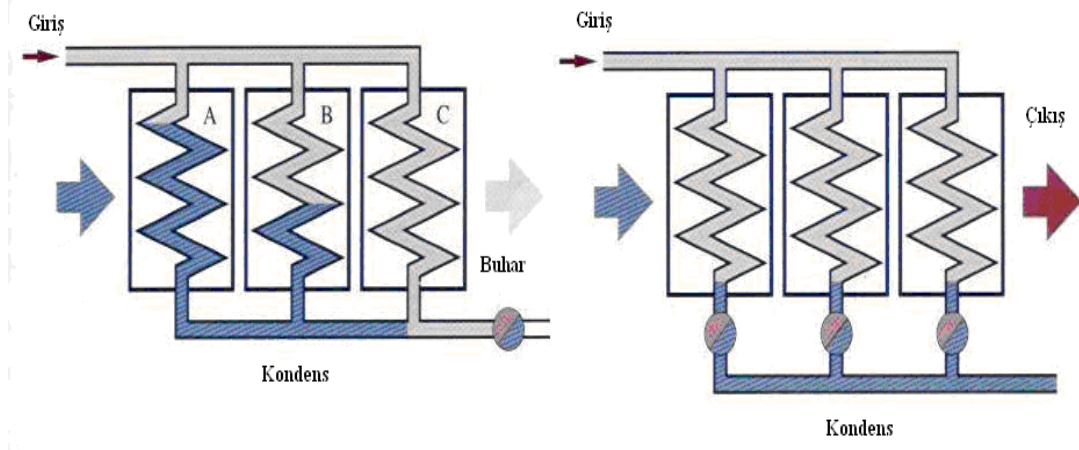 Giriş
A
B
C
Buhar
Kondens
Giriş
Çıkış
Kondens